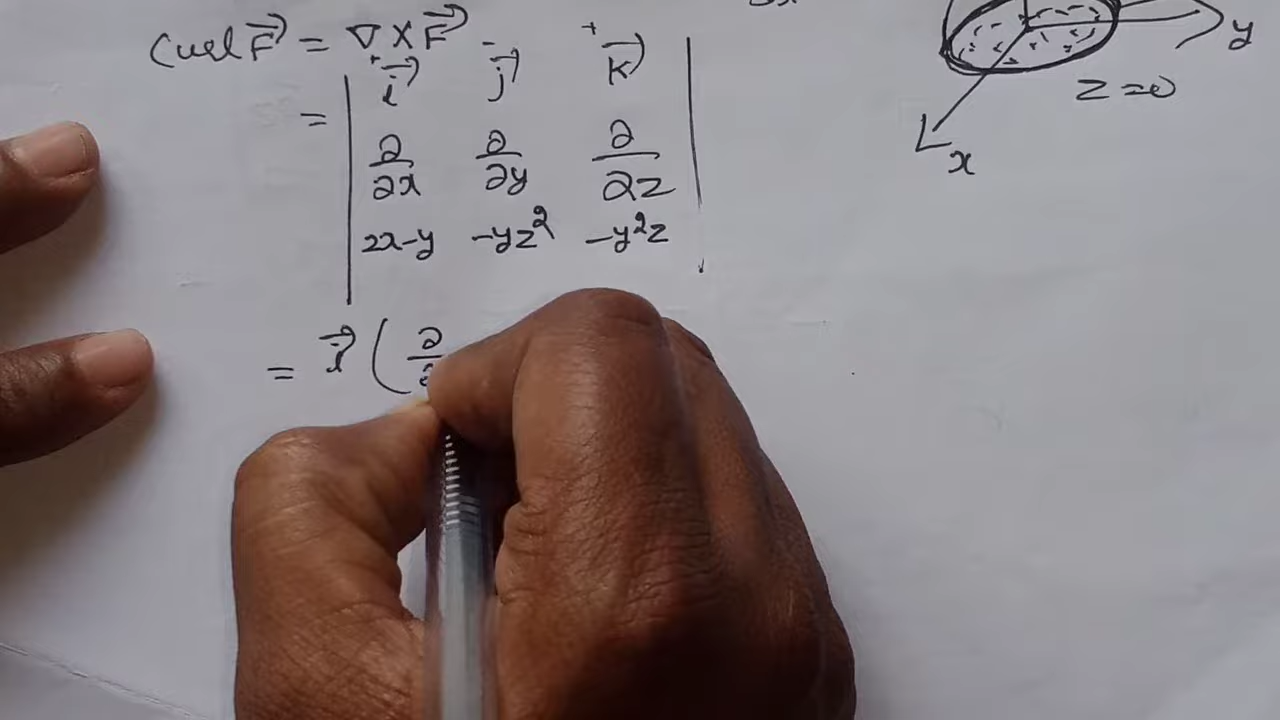 Curl F⃗ = ∇ × F⃗
= | + i⃗ - j⃗ + k⃗ |
∂/∂x ∂/∂y ∂/∂z
2x-y -yz² -y²z
= i⃗ ( ∂
y
z = 0
x